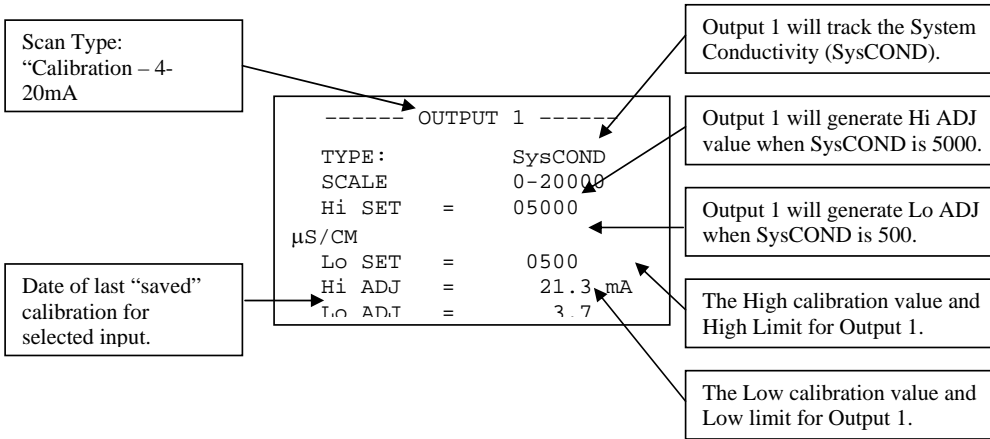 Scan Type:
“Calibration – 4-
20mA
Date of last “saved”
calibration for
selected input.
------ OUTPUT 1 ------
TYPE: SysCOND
SCALE 0-20000
Hi SET = 05000
µS/CM
Lo SET = 0500
Hi ADJ = 21.3 mA
Lo ADJ = 3.7
Output 1 will track the System
Conductivity (SysCOND).
Output 1 will generate Hi ADJ
value when SysCOND is 5000.
Output 1 will generate Lo ADJ
when SysCOND is 500.
The High calibration value and
High Limit for Output 1.
The Low calibration value and
Low limit for Output 1.